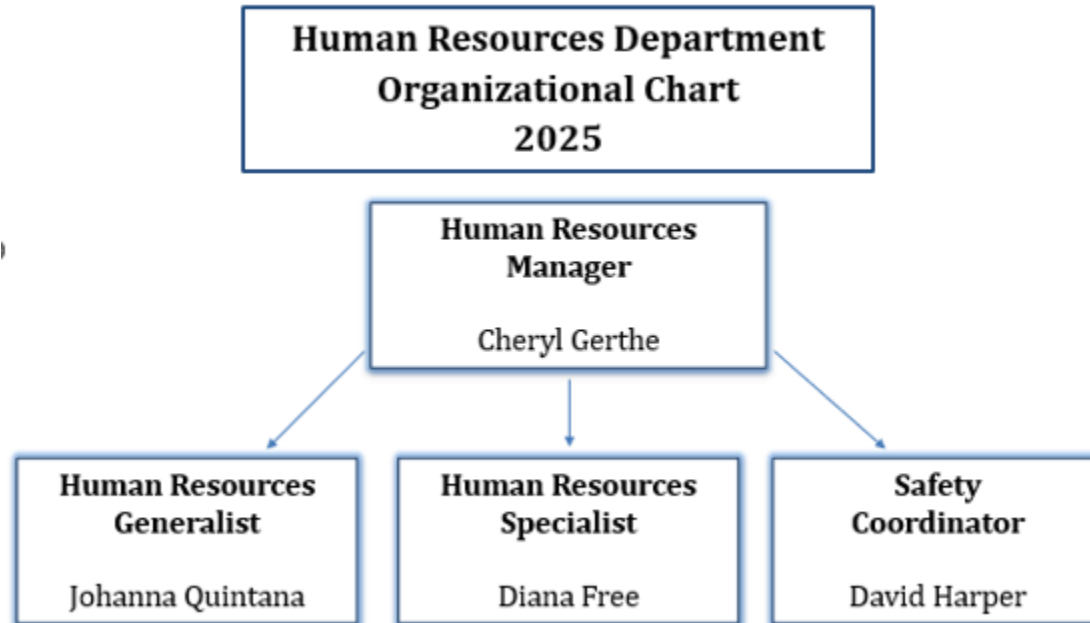 Human Resources Department
Organizational Chart
2025
Human Resources
Manager
Cheryl Gerthe
Human Resources
Generalist
Johanna Quintana
Human Resources
Specialist
Diana Free
Safety
Coordinator
David Harper